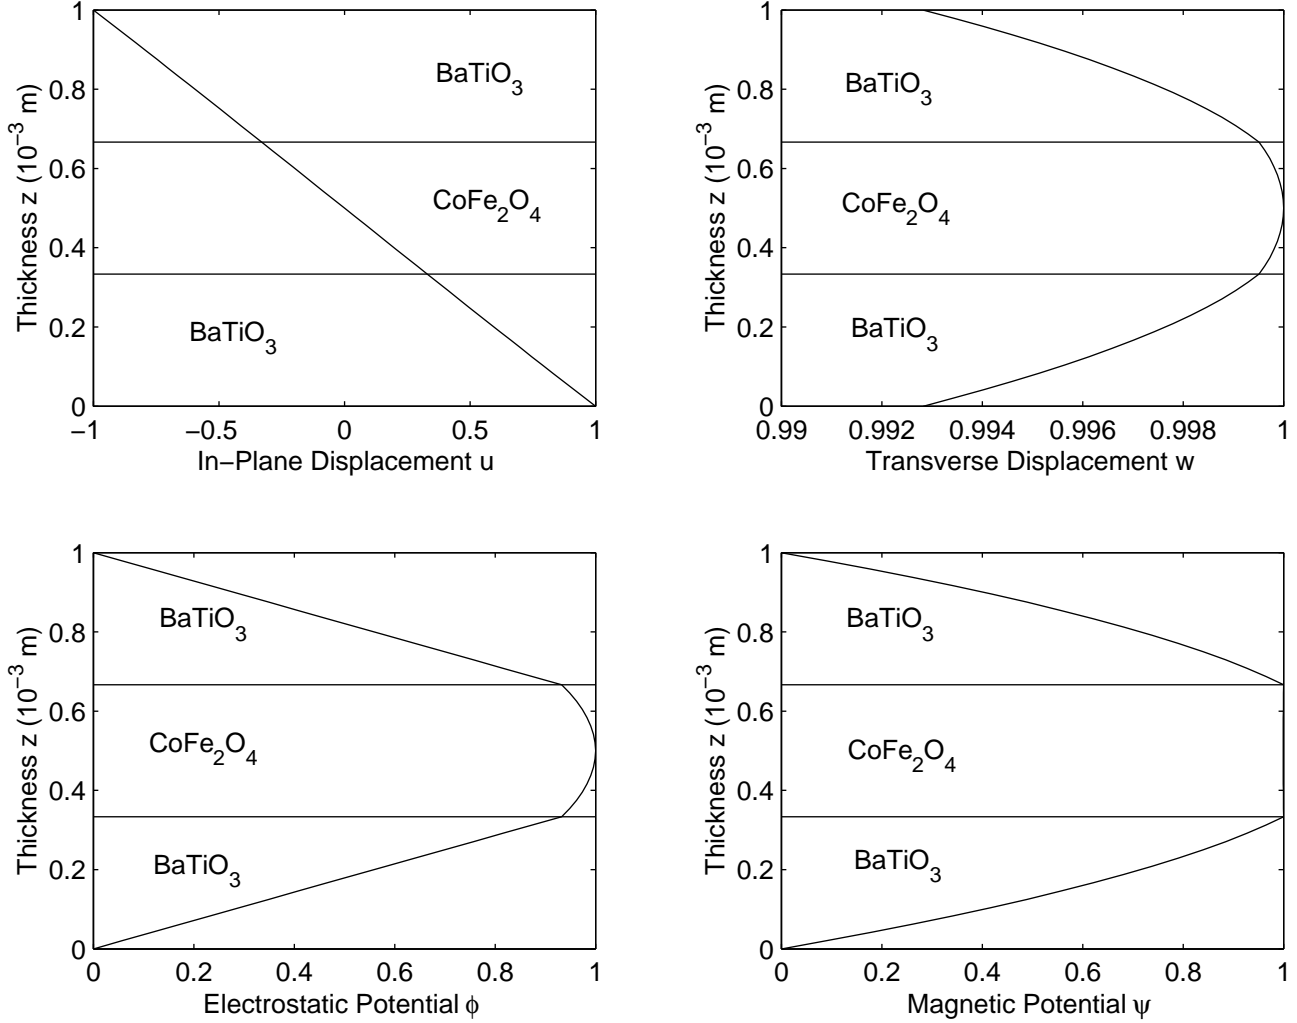 1
0.8
0.6
0.4
0.2
0
Thickness z (10⁻³ m)
BaTiO₃
CoFe₂O₄
BaTiO₃
−1
−0.5
0
0.5
1
In−Plane Displacement u
1
0.8
0.6
0.4
0.2
0
Thickness z (10⁻³ m)
BaTiO₃
CoFe₂O₄
BaTiO₃
0.99
0.992
0.994
0.996
0.998
1
Transverse Displacement w
1
0.8
0.6
0.4
0.2
0
Thickness z (10⁻³ m)
BaTiO₃
CoFe₂O₄
BaTiO₃
0
0.2
0.4
0.6
0.8
1
Electrostatic Potential ϕ
1
0.8
0.6
0.4
0.2
0
Thickness z (10⁻³ m)
BaTiO₃
CoFe₂O₄
BaTiO₃
0
0.2
0.4
0.6
0.8
1
Magnetic Potential ψ